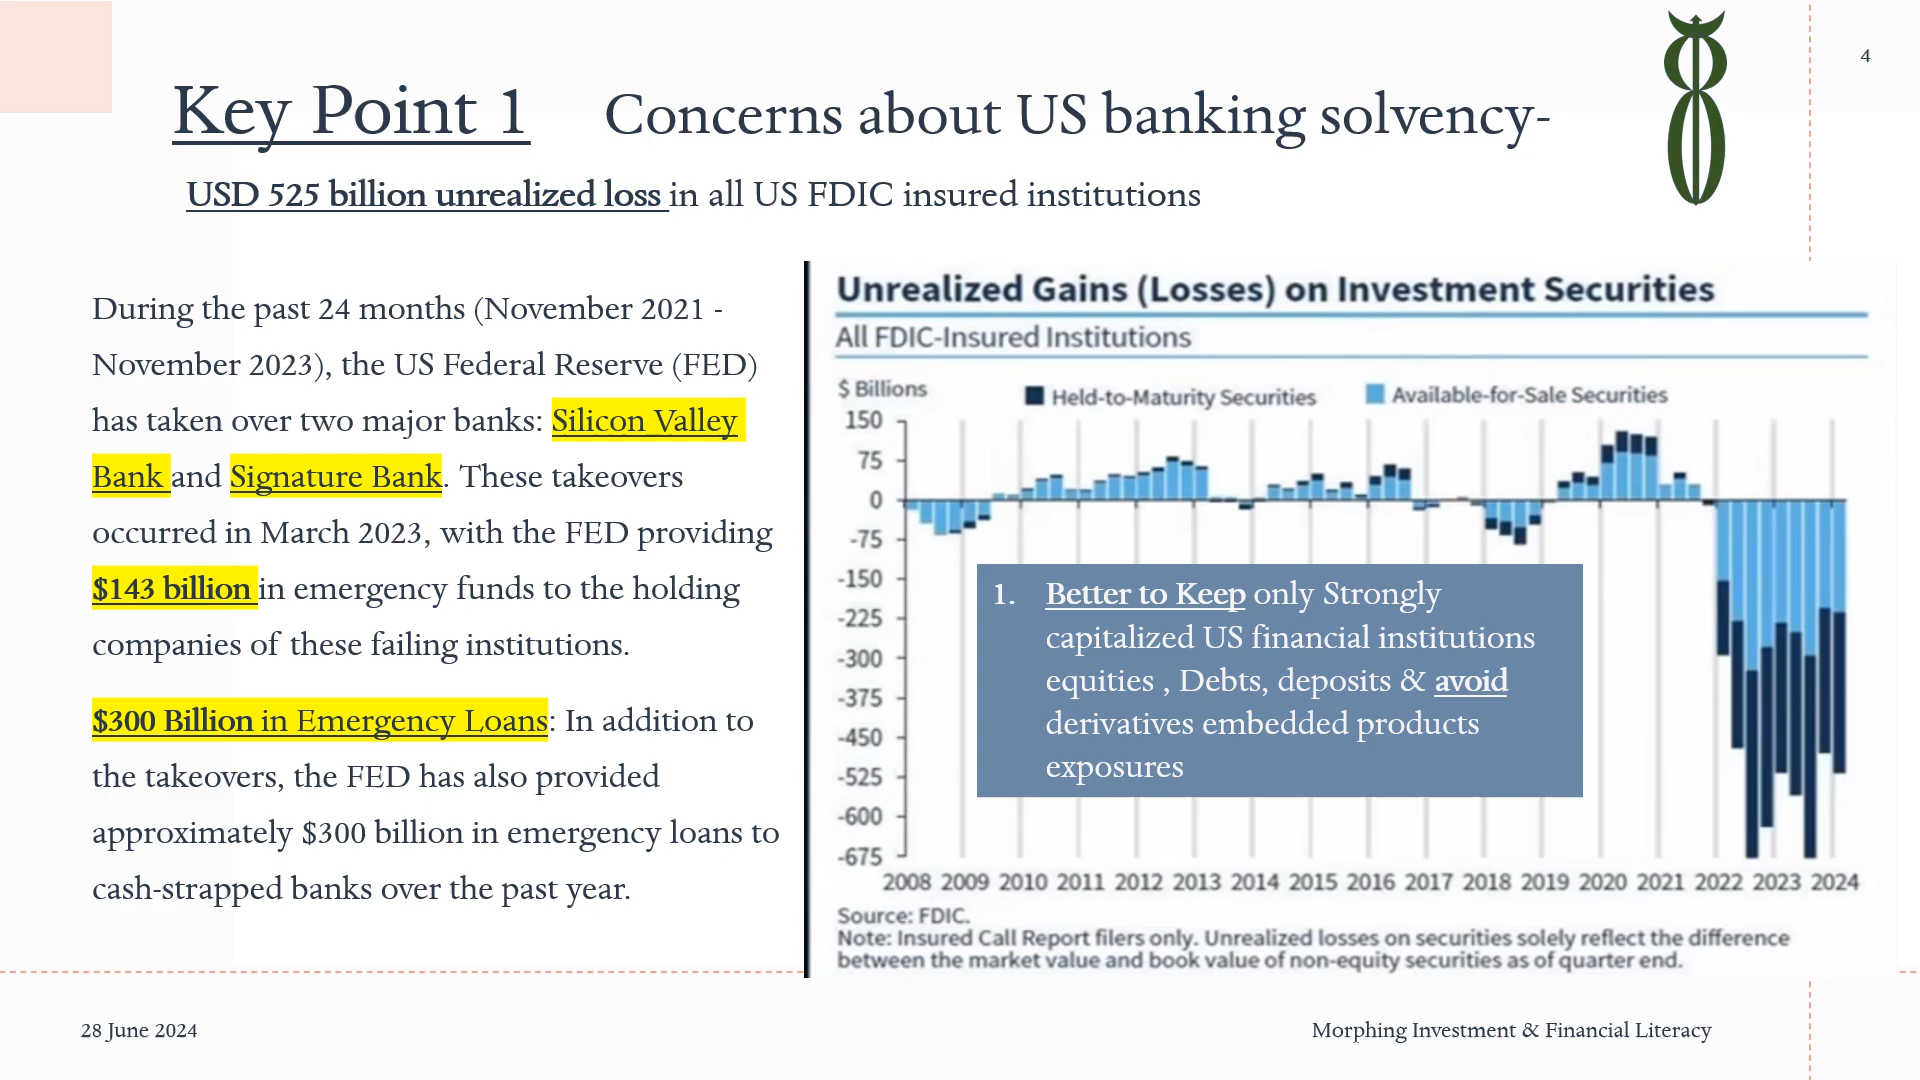 4
Key Point 1 Concerns about US banking solvency-
USD 525 billion unrealized loss in all US FDIC insured institutions
During the past 24 months (November 2021 -
November 2023), the US Federal Reserve (FED)
has taken over two major banks: Silicon Valley
Bank and Signature Bank. These takeovers
occurred in March 2023, with the FED providing
$143 billion in emergency funds to the holding
companies of these failing institutions.
$300 Billion in Emergency Loans: In addition to
the takeovers, the FED has also provided
approximately $300 billion in emergency loans to
cash-strapped banks over the past year.
Unrealized Gains (Losses) on Investment Securities
All FDIC-Insured Institutions
$ Billions
Held-to-Maturity Securities
Available-for-Sale Securities
150
75
0
-75
-150
-225
-300
-375
-450
-525
-600
-675
1. Better to Keep only Strongly
capitalized US financial institutions
equities , Debts, deposits & avoid
derivatives embedded products
exposures
2008 2009 2010 2011 2012 2013 2014 2015 2016 2017 2018 2019 2020 2021 2022 2023 2024
Source: FDIC.
Note: Insured Call Report filers only. Unrealized losses on securities solely reflect the difference
between the market value and book value of non-equity securities as of quarter end.
28 June 2024
Morphing Investment & Financial Literacy